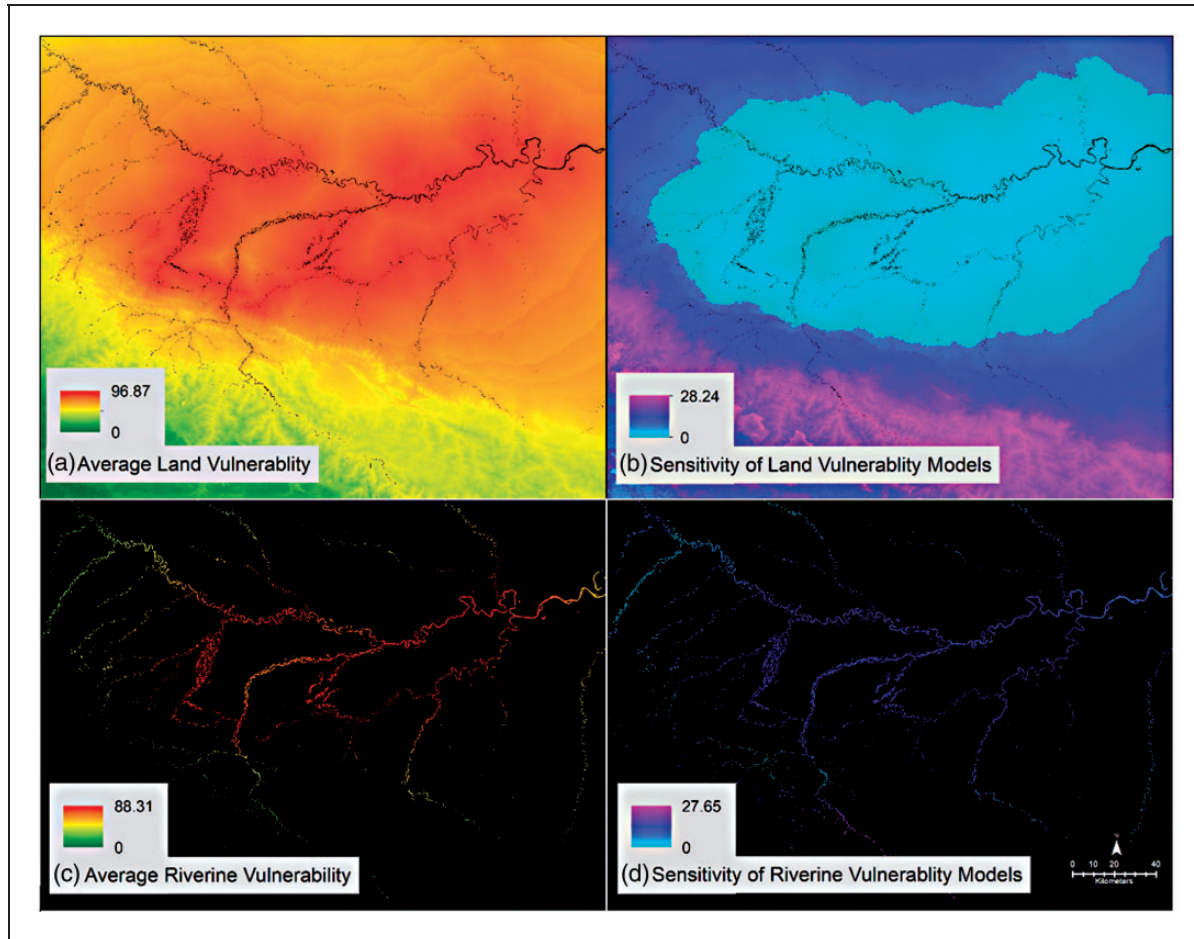 96.87
0
(a) Average Land Vulnerablity
28.24
0
(b) Sensitivity of Land Vulnerablity Models
88.31
0
(c) Average Riverine Vulnerability
27.65
0
(d) Sensitivity of Riverine Vulnerablity Models
N
0 10 20 40
Kilometers